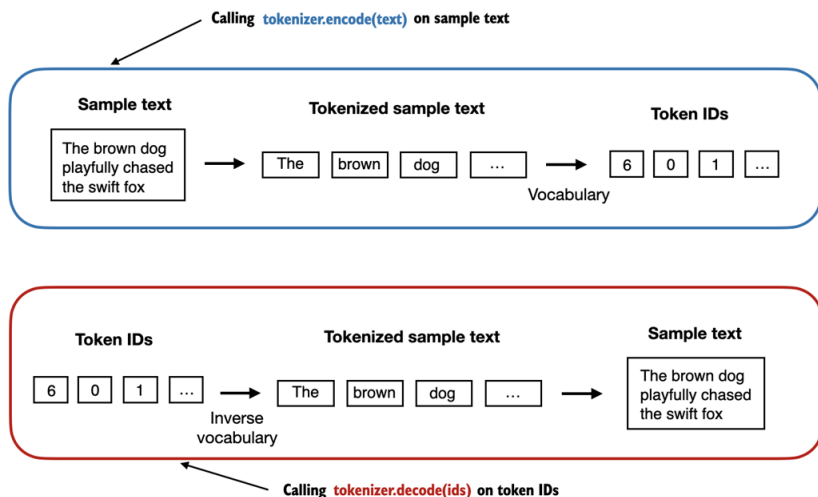 Calling tokenizer.encode(text) on sample text
Sample text
Tokenized sample text
Token IDs
The brown dog
playfully chased
the swift fox
The brown dog ...
6 0 1 ...
Vocabulary
Token IDs
Tokenized sample text
Sample text
6 0 1 ...
Inverse
vocabulary
The brown dog ...
The brown dog
playfully chased
the swift fox
Calling tokenizer.decode(ids) on token IDs